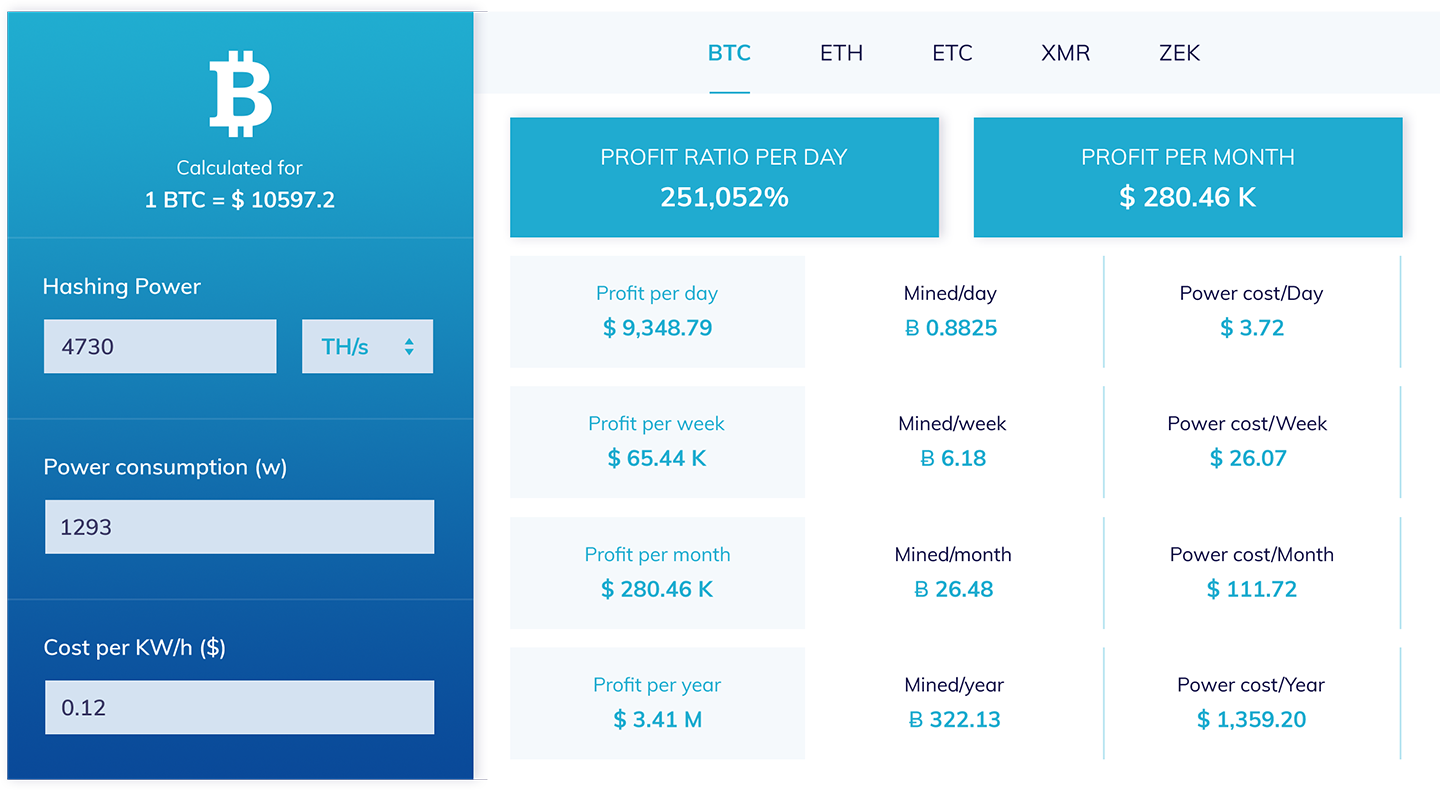 Calculated for
1 BTC = $ 10597.2
Hashing Power
4730
TH/s
Power consumption (w)
1293
Cost per KW/h ($)
0.12
BTC ETH ETC XMR ZEK
PROFIT RATIO PER DAY
251,052%
PROFIT PER MONTH
$ 280.46 K
Profit per day
$ 9,348.79
Mined/day
Ƀ 0.8825
Power cost/Day
$ 3.72
Profit per week
$ 65.44 K
Mined/week
Ƀ 6.18
Power cost/Week
$ 26.07
Profit per month
$ 280.46 K
Mined/month
Ƀ 26.48
Power cost/Month
$ 111.72
Profit per year
$ 3.41 M
Mined/year
Ƀ 322.13
Power cost/Year
$ 1,359.20